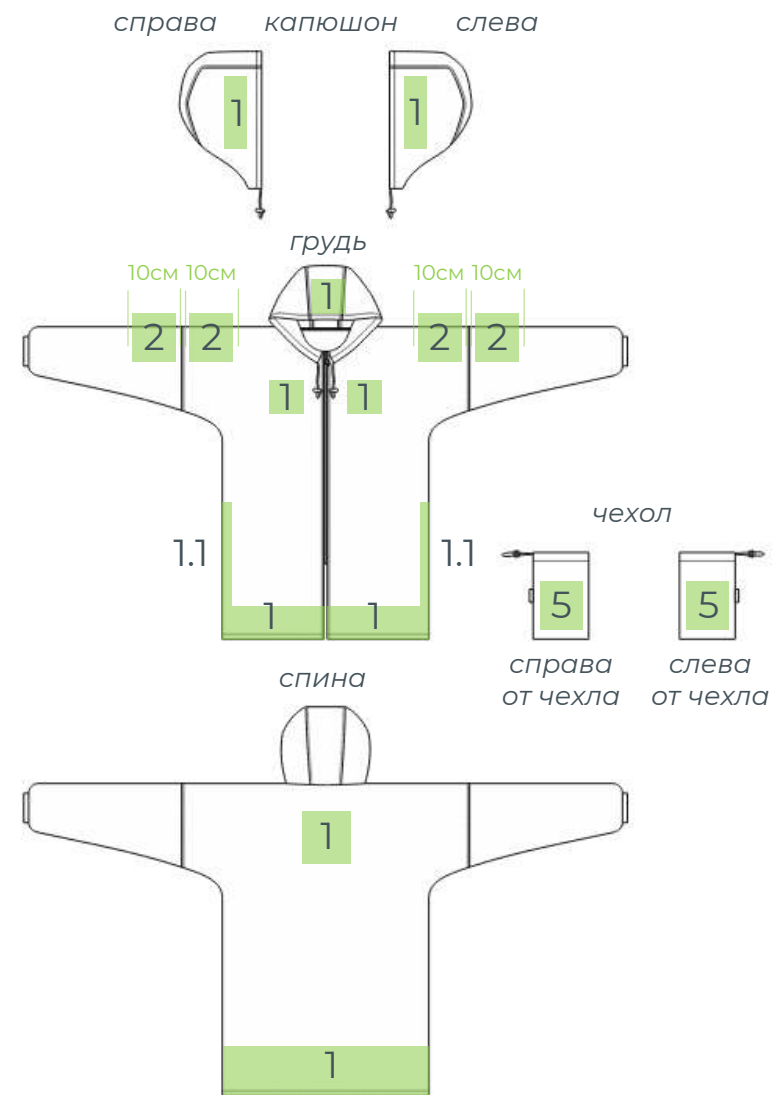 справа капюшон слева
1 1
грудь
10см 10см 10см 10см
1
2 2 2 2
1 1
чехол
1.1 1.1
5 5
1 1
справа от чехла
слева от чехла
спина
1
1